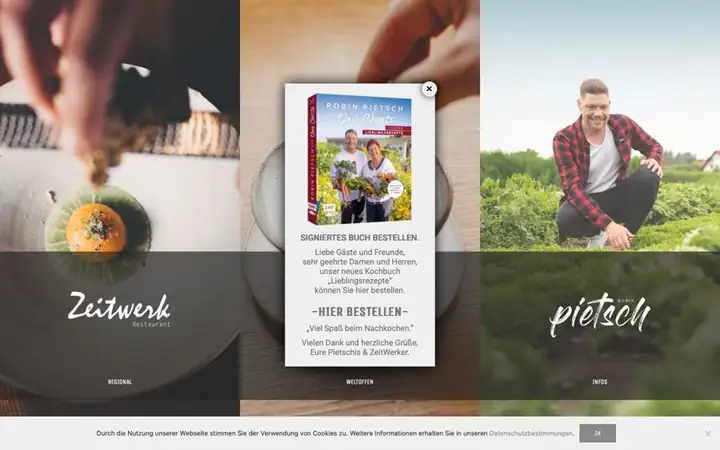 ×
ROBIN PIETSCH
LIEBLINGSREZEPTE
ROBIN PIETSCH
SIGNIERTES BUCH BESTELLEN.
Liebe Gäste und Freunde,
sehr geehrte Damen und Herren,
unser neues Kochbuch
„Lieblingsrezepte"
können Sie hier bestellen.
–HIER BESTELLEN–
„Viel Spaß beim Nachkochen."
Vielen Dank und herzliche Grüße,
Eure Pietschis & ZeitWerker.
Zeitwerk
Restaurant
pietsch
REGIONAL
WELTOFFEN
INFOS
Durch die Nutzung unserer Webseite stimmen Sie der Verwendung von Cookies zu. Weitere Informationen erhalten Sie in unseren Datenschutzbestimmungen.
OK